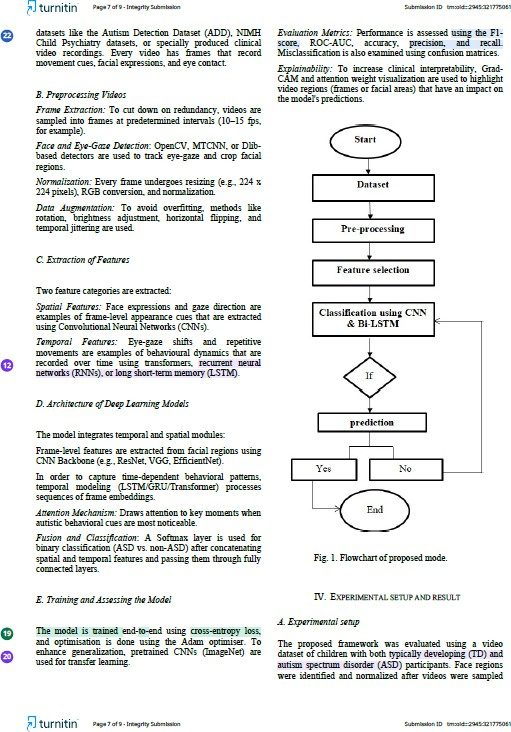 turnitin Page 7 of 9 - Integrity Submission Submission ID trn:oid:::2945:321775061
22
datasets like the Autism Detection Dataset (ADD), NIMH
Child Psychiatry datasets, or specially produced clinical
video recordings. Every video has frames that record
movement cues, facial expressions, and eye contact.
B. Preprocessing Videos
Frame Extraction: To cut down on redundancy, videos are
sampled into frames at predetermined intervals (10–15 fps,
for example).
Face and Eye-Gaze Detection: OpenCV, MTCNN, or Dlib-
based detectors are used to track eye-gaze and crop facial
regions.
Normalization: Every frame undergoes resizing (e.g., 224 x
224 pixels), RGB conversion, and normalization.
Data Augmentation: To avoid overfitting, methods like
rotation, brightness adjustment, horizontal flipping, and
temporal jittering are used.
C. Extraction of Features
Two feature categories are extracted:
Spatial Features: Face expressions and gaze direction are
examples of frame-level appearance cues that are extracted
using Convolutional Neural Networks (CNNs).
Temporal Features: Eye-gaze shifts and repetitive
movements are examples of behavioural dynamics that are
recorded over time using transformers, recurrent neural
12
networks (RNNs), or long short-term memory (LSTM).
D. Architecture of Deep Learning Models
The model integrates temporal and spatial modules:
Frame-level features are extracted from facial regions using
CNN Backbone (e.g., ResNet, VGG, EfficientNet).
In order to capture time-dependent behavioral patterns,
temporal modeling (LSTM/GRU/Transformer) processes
sequences of frame embeddings.
Attention Mechanism: Draws attention to key moments when
autistic behavioral cues are most noticeable.
Fusion and Classification: A Softmax layer is used for
binary classification (ASD vs. non-ASD) after concatenating
spatial and temporal features and passing them through fully
connected layers.
E. Training and Assessing the Model
19
The model is trained end-to-end using cross-entropy loss,
and optimisation is done using the Adam optimiser. To
20
enhance generalization, pretrained CNNs (ImageNet) are
used for transfer learning.
Evaluation Metrics: Performance is assessed using the F1-
score, ROC-AUC, accuracy, precision, and recall.
Misclassification is also examined using confusion matrices.
Explainability: To increase clinical interpretability, Grad-
CAM and attention weight visualization are used to highlight
video regions (frames or facial areas) that have an impact on
the model's predictions.
Start
Dataset
Pre-processing
Feature selection
Classification using CNN
& Bi-LSTM
If
prediction
Yes
No
End
Fig. 1. Flowchart of proposed mode.
IV. EXPERIMENTAL SETUP AND RESULT
A. Experimental setup
The proposed framework was evaluated using a video
dataset of children with both typically developing (TD) and
autism spectrum disorder (ASD) participants. Face regions
were identified and normalized after videos were sampled
turnitin Page 7 of 9 - Integrity Submission Submission ID trn:oid:::2945:321775061